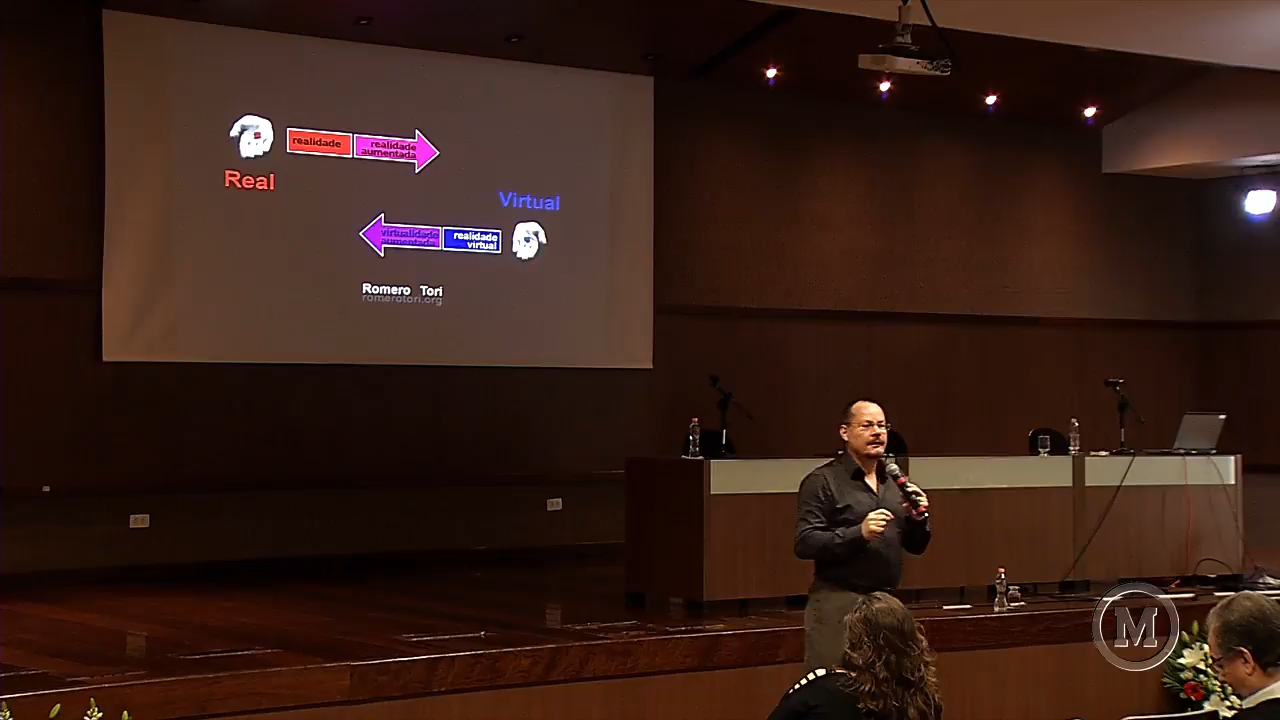 realidade
realidade
aumentada
Real
Virtual
virtualidade
aumentada
realidade
virtual
Romero Tori
romerotori.org
M